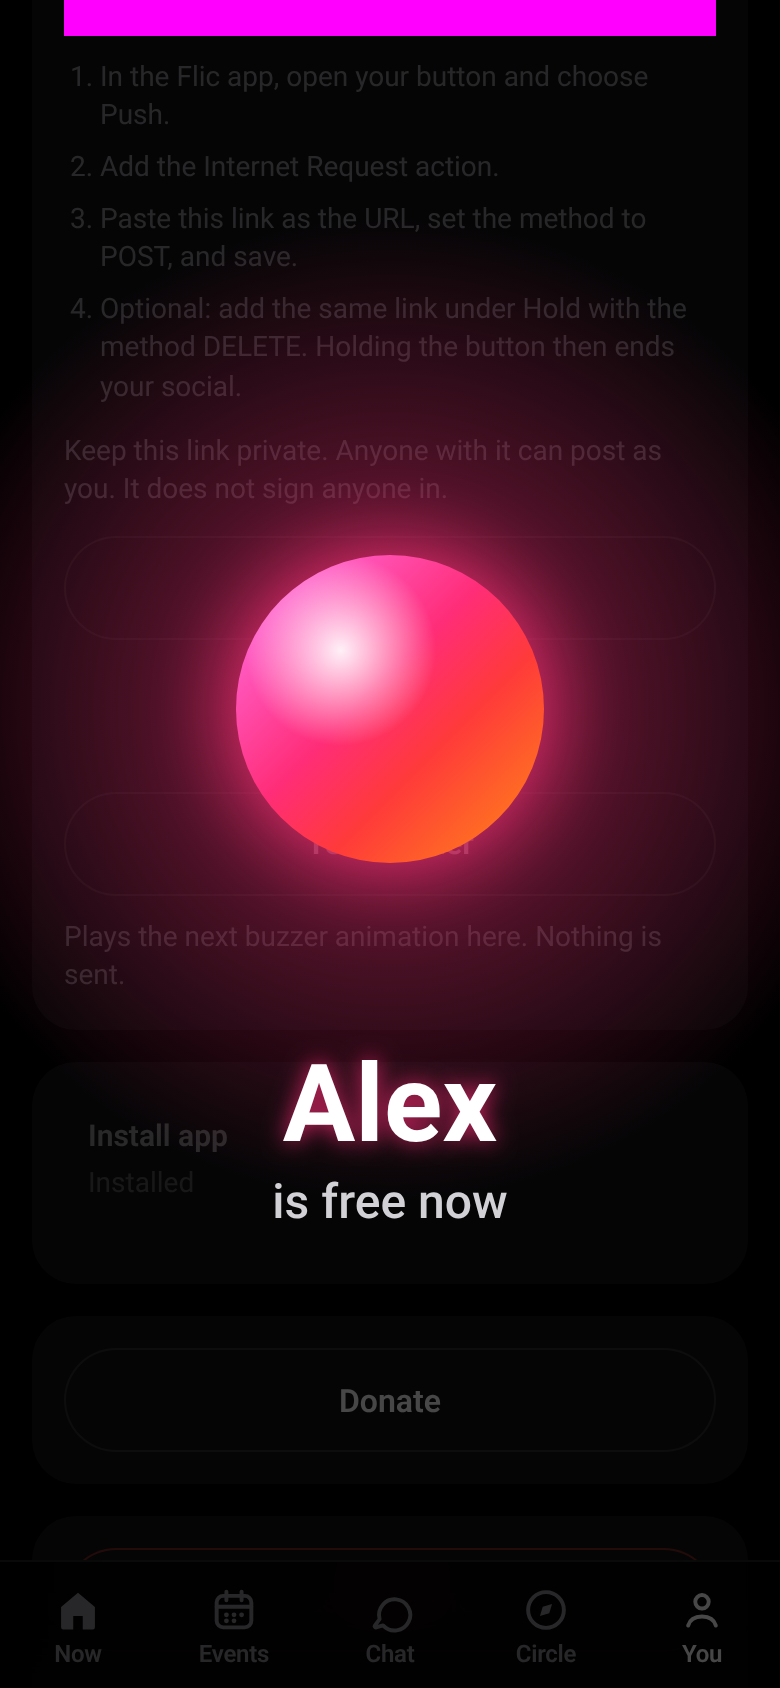 1. In the Flic app, open your button and choose
Push.
2. Add the Internet Request action.
3. Paste this link as the URL, set the method to
POST, and save.
4. Optional: add the same link under Hold with the
method DELETE. Holding the button then ends
your social.
Keep this link private. Anyone with it can post as
you. It does not sign anyone in.
Plays the next buzzer animation here. Nothing is
sent.
Alex
Install app
Installed
is free now
Donate
Now
Events
Chat
Circle
You